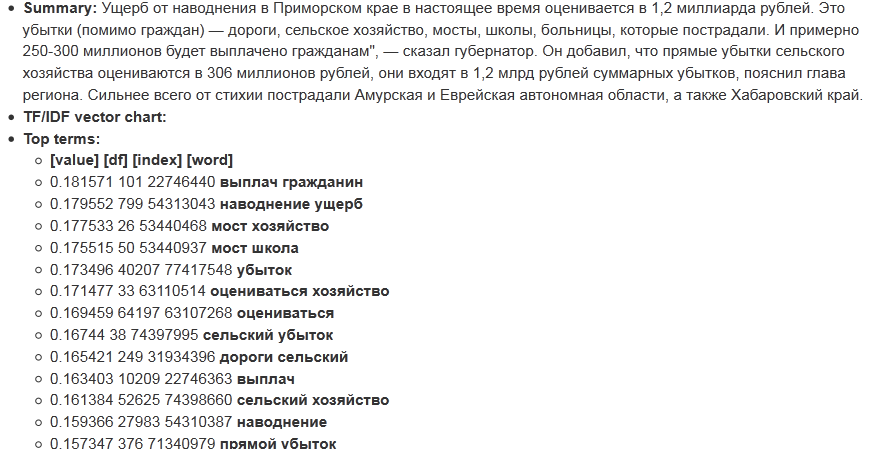 Summary: Ущерб от наводнения в Приморском крае в настоящее время оценивается в 1,2 миллиарда рублей. Это
убытки (помимо граждан) — дороги, сельское хозяйство, мосты, школы, больницы, которые пострадали. И примерно
250-300 миллионов будет выплачено гражданам", — сказал губернатор. Он добавил, что прямые убытки сельского
хозяйства оцениваются в 306 миллионов рублей, они входят в 1,2 млрд рублей суммарных убытков, пояснил глава
региона. Сильнее всего от стихии пострадали Амурская и Еврейская автономная области, а также Хабаровский край.
TF/IDF vector chart:
Top terms:
[value] [df] [index] [word]
0.181571 101 22746440 выплач гражданин
0.179552 799 54313043 наводнение ущерб
0.177533 26 53440468 мост хозяйство
0.175515 50 53440937 мост школа
0.173496 40207 77417548 убыток
0.171477 33 63110514 оцениваться хозяйство
0.169459 64197 63107268 оцениваться
0.16744 38 74397995 сельский убыток
0.165421 249 31934396 дороги сельский
0.163403 10209 22746363 выплач
0.161384 52625 74398660 сельский хозяйство
0.159366 27983 54310387 наводнение
0.157347 376 71340979 прямой убыток